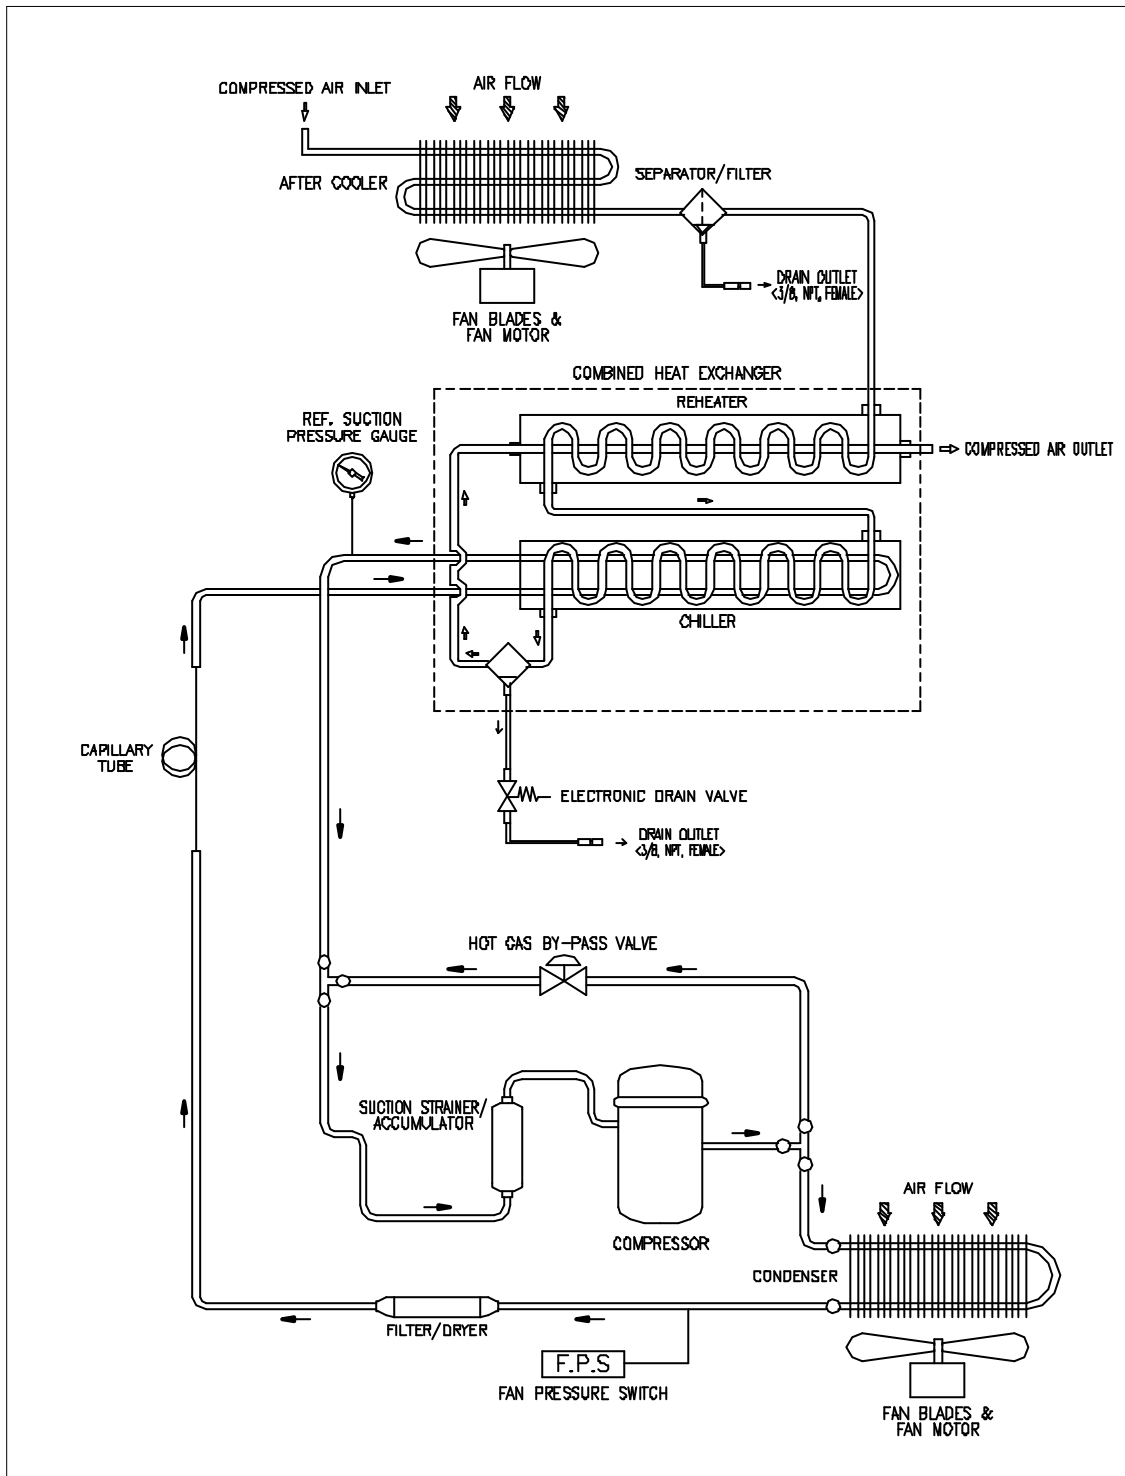 COMPRESSED AIR INLET
AIR FLOW
AFTER COOLER
SEPARATOR/FILTER
DRAIN OUTLET
<3/8, NPT, FEMALE>
FAN BLADES &
FAN MOTOR
COMBINED HEAT EXCHANGER
REHEATER
REF. SUCTION
PRESSURE GAUGE
COMPRESSED AIR OUTLET
CHILLER
CAPILLARY
TUBE
ELECTRONIC DRAIN VALVE
DRAIN OUTLET
<3/8, NPT, FEMALE>
HOT GAS BY-PASS VALVE
SUCTION STRAINER/
ACCUMULATOR
COMPRESSOR
AIR FLOW
CONDENSER
FILTER/DRYER
F.P.S
FAN PRESSURE SWITCH
FAN BLADES &
FAN MOTOR